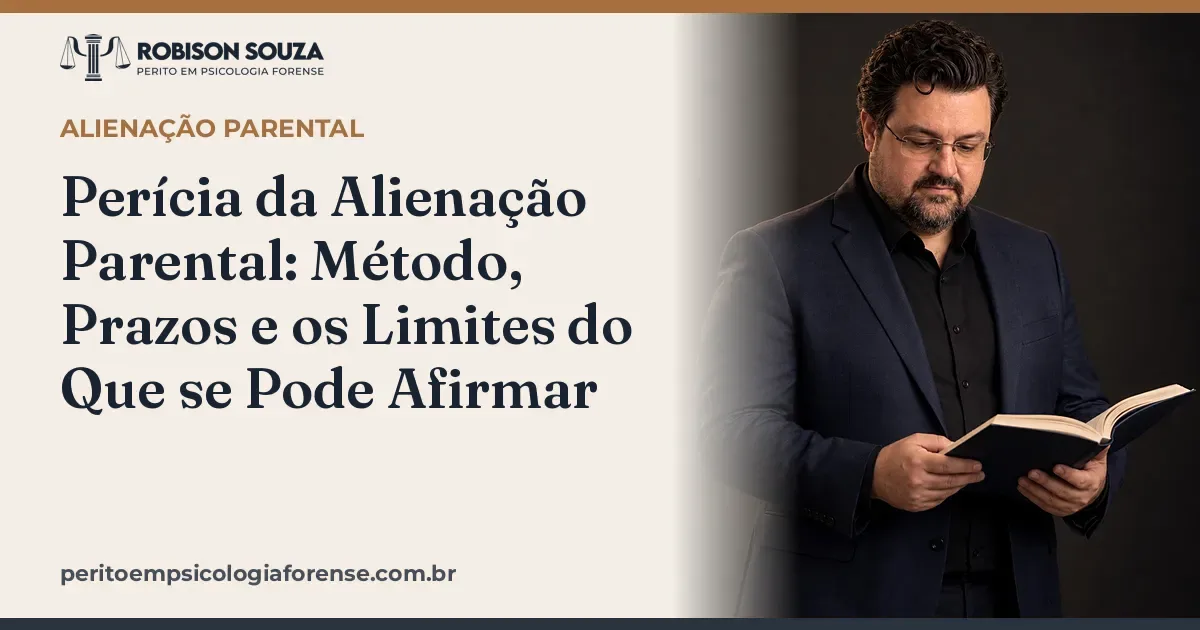 ROBISON SOUZA
PERITO EM PSICOLOGIA FORENSE
ALIENAÇÃO PARENTAL
Perícia da Alienação
Parental: Método,
Prazos e os Limites do
Que se Pode Afirmar
peritoempsicologiaforense.com.br